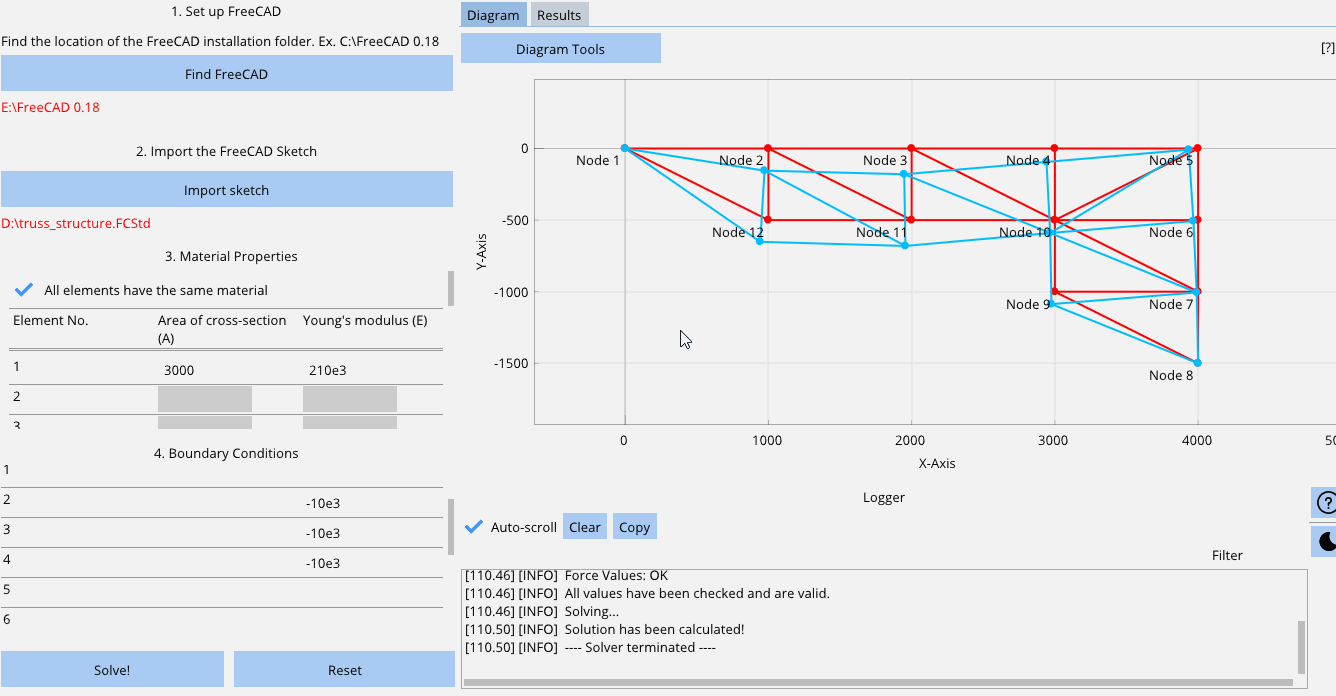 1. Set up FreeCAD
Find the location of the FreeCAD installation folder. Ex. C:\FreeCAD 0.18
Find FreeCAD
E:\FreeCAD 0.18
2. Import the FreeCAD Sketch
Import sketch
D:\truss_structure.FCStd
3. Material Properties
All elements have the same material
Element No. Area of cross-section (A) Young's modulus (E)
1 3000 210e3
2
3
4. Boundary Conditions
1
2 -10e3
3 -10e3
4 -10e3
5
6
Solve! Reset
Diagram Results
Diagram Tools
[?]
Y-Axis
0
-500
-1000
-1500
Node 1
Node 2
Node 3
Node 4
Node 5
Node 12
Node 11
Node 10
Node 6
Node 9
Node 7
Node 8
0 1000 2000 3000 4000 50
X-Axis
Logger
Auto-scroll Clear Copy
Filter
[110.46] [INFO] Force Values: OK
[110.46] [INFO] All values have been checked and are valid.
[110.46] [INFO] Solving...
[110.50] [INFO] Solution has been calculated!
[110.50] [INFO] ---- Solver terminated ----
?